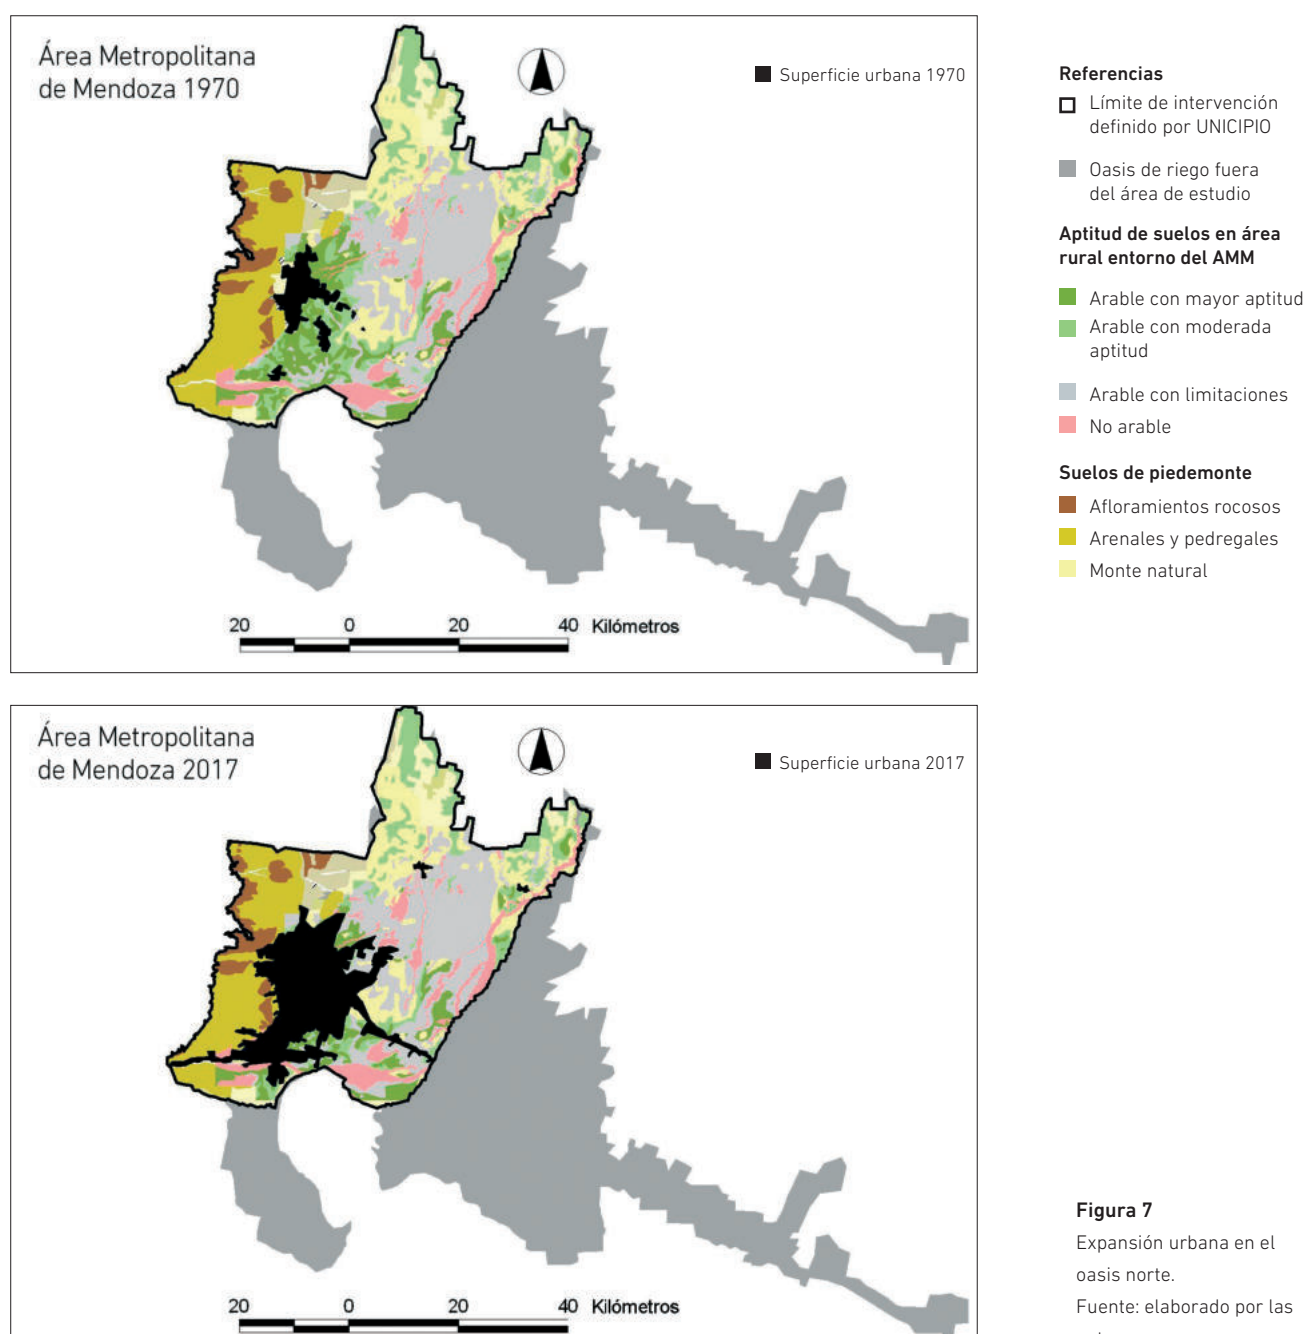 Área Metropolitana
de Mendoza 1970
Superficie urbana 1970
20 0 20 40 Kilómetros
Referencias
Límite de intervención
definido por UNICIPIO
Oasis de riego fuera
del área de estudio
Aptitud de suelos en área
rural entorno del AMM
Arable con mayor aptitud
Arable con moderada
aptitud
Arable con limitaciones
No arable
Suelos de piedemonte
Afloramientos rocosos
Arenales y pedregales
Monte natural
Área Metropolitana
de Mendoza 2017
Superficie urbana 2017
20 0 20 40 Kilómetros
Figura 7
Expansión urbana en el
oasis norte.
Fuente: elaborado por las